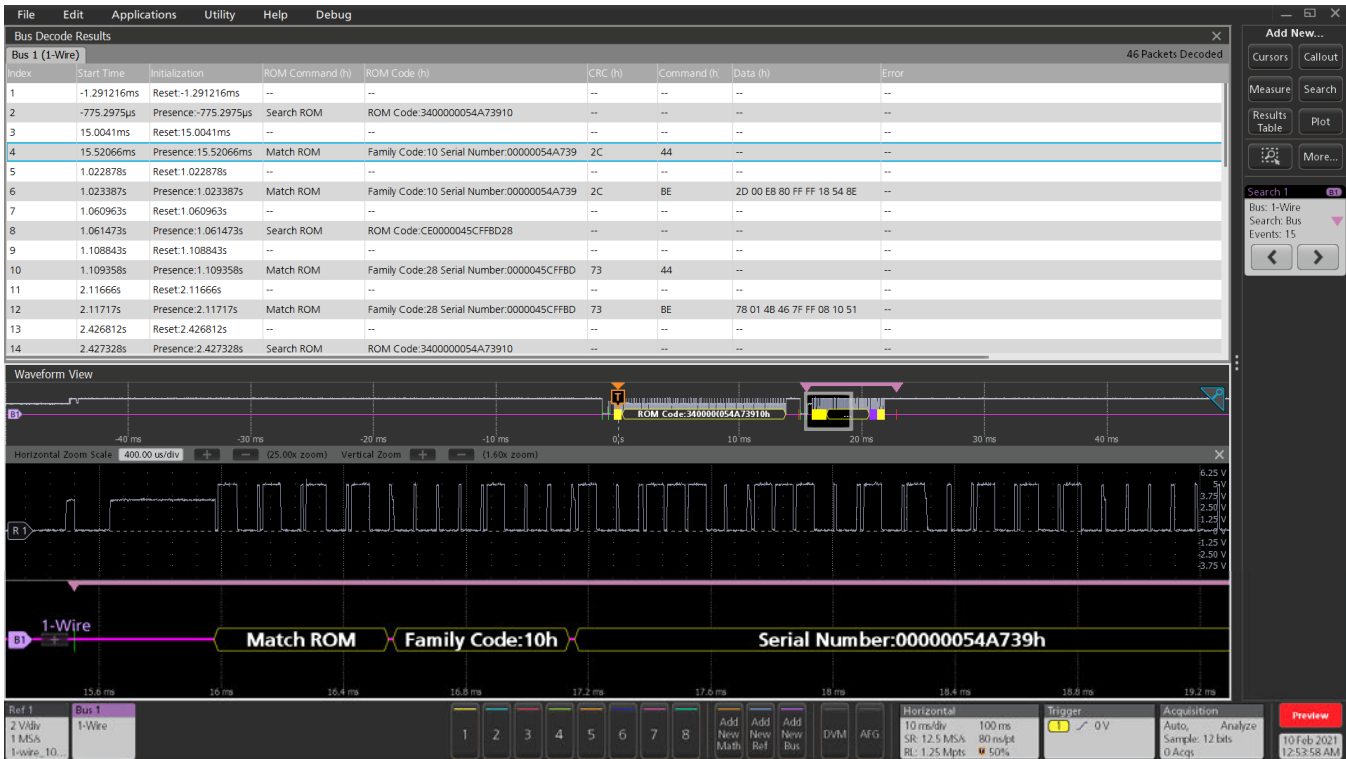 File Edit Applications Utility Help Debug
Bus Decode Results
Bus 1 (1-Wire) 46 Packets Decoded
Index Start Time Initialization ROM Command (h) ROM Code (h) CRC (h) Command (h) Data (h) Error
1 -1.291216ms Reset:-1.291216ms -- -- -- -- -- --
2 -775.2975µs Presence:-775.2975µs Search ROM ROM Code:3400000054A73910 -- -- -- --
3 15.0041ms Reset:15.0041ms -- -- -- -- -- --
4 15.52066ms Presence:15.52066ms Match ROM Family Code:10 Serial Number:00000054A739 2C 44 -- --
5 1.022878s Reset:1.022878s -- -- -- -- -- --
6 1.023387s Presence:1.023387s Match ROM Family Code:10 Serial Number:00000054A739 2C BE 2D 00 E8 80 FF FF 18 54 8E --
7 1.060963s Reset:1.060963s -- -- -- -- -- --
8 1.061473s Presence:1.061473s Search ROM ROM Code:CE0000045CFFBD28 -- -- -- --
9 1.108843s Reset:1.108843s -- -- -- -- -- --
10 1.109358s Presence:1.109358s Match ROM Family Code:28 Serial Number:0000045CFFBD 73 44 -- --
11 2.11666s Reset:2.11666s -- -- -- -- -- --
12 2.11717s Presence:2.11717s Match ROM Family Code:28 Serial Number:0000045CFFBD 73 BE 78 01 4B 46 7F FF 08 10 51 --
13 2.426812s Reset:2.426812s -- -- -- -- -- --
14 2.427328s Presence:2.427328s Search ROM ROM Code:3400000054A73910 -- -- -- --
Waveform View
T
B1 ROM Code:3400000054A73910h ...
-40 ms -30 ms -20 ms -10 ms 0 s 10 ms 20 ms 30 ms 40 ms
Horizontal Zoom Scale 400.00 us/div + - (25.00x zoom) Vertical Zoom + - (1.60x zoom)
6.25 V
5 V
3.75 V
2.50 V
1.25 V
R 1 0 V
-1.25 V
-2.50 V
-3.75 V
1-Wire
B1 + Match ROM Family Code:10h Serial Number:00000054A739h
15.6 ms 16 ms 16.4 ms 16.8 ms 17.2 ms 17.6 ms 18 ms 18.4 ms 18.8 ms 19.2 ms
Add New...
Cursors Callout
Measure Search
Results Table Plot
More...
Search 1 B1
Bus: 1-Wire
Search: Bus
Events: 15
Ref 1
2 V/div
1 MS/s
1-wire_10...
Bus 1
1-Wire
1 2 3 4 5 6 7 8
Add New Math
Add New Ref
Add New Bus
DVM AFG
Horizontal
10 ms/div 100 ms
SR: 12.5 MS/s 80 ns/pt
RL: 1.25 Mpts 50%
Trigger
1 0 V
Acquisition
Auto, Analyze
Sample: 12 bits
0 Acqs
Preview
10 Feb 2021
12:53:58 AM